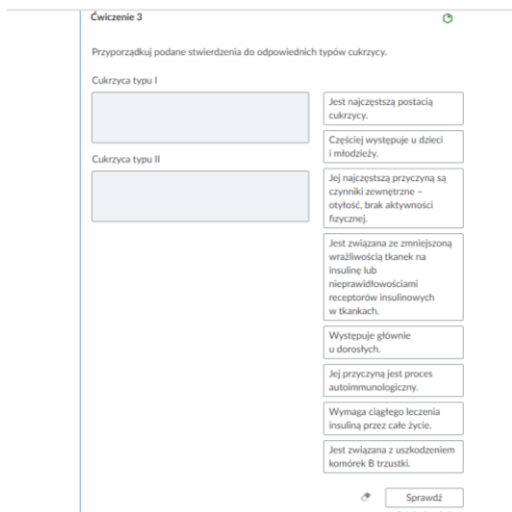 Ćwiczenie 3
Przyporządkuj podane stwierdzenia do odpowiednich typów cukrzycy.
Cukrzyca typu I
Cukrzyca typu II
Jest najczęstszą postacią
cukrzycy.
Częściej występuje u dzieci
i młodzieży.
Jej najczęstszą przyczyną są
czynniki zewnętrzne –
otyłość, brak aktywności
fizycznej.
Jest związana ze zmniejszoną
wrażliwością tkanek na
insulinę lub
nieprawidłowościami
receptorów insulinowych
w tkankach.
Występuje głównie
u dorosłych.
Jej przyczyną jest proces
autoimmunologiczny.
Wymaga ciągłego leczenia
insuliną przez całe życie.
Jest związana z uszkodzeniem
komórek B trzustki.
Sprawdź